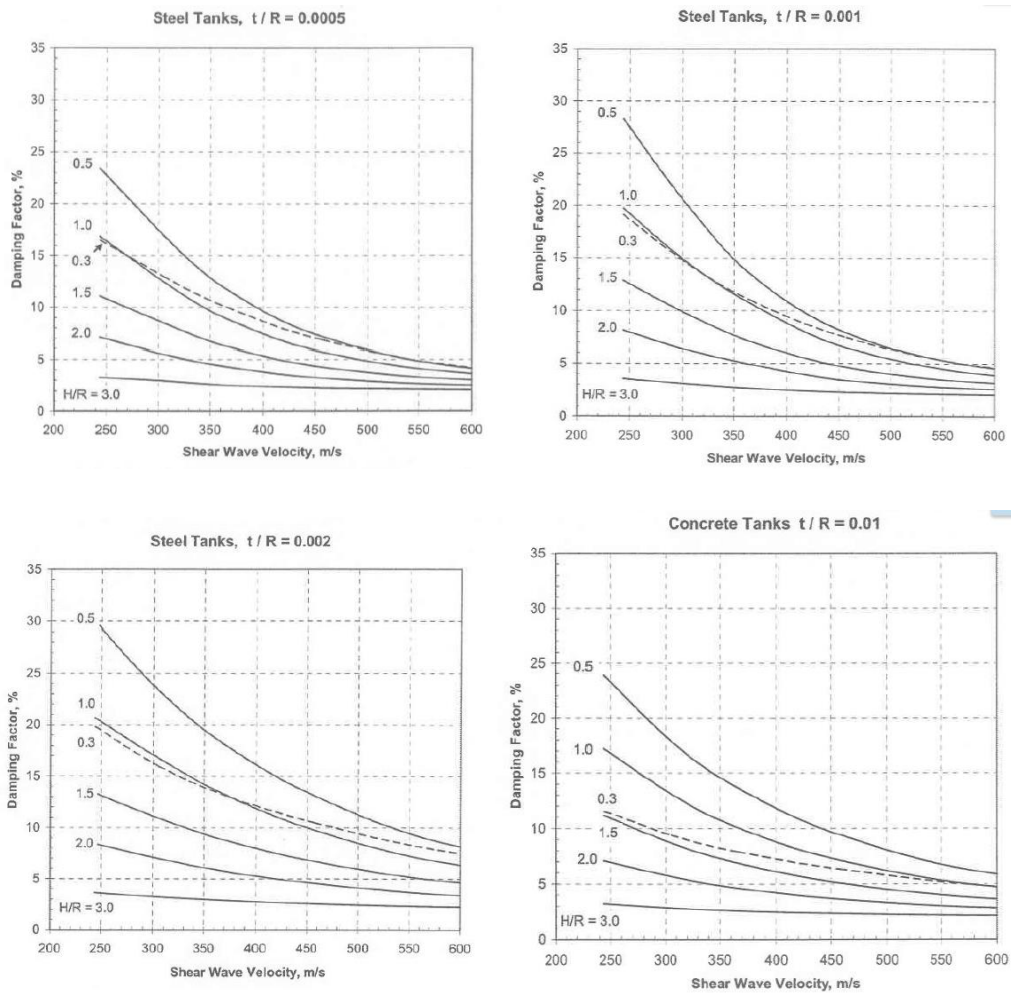 Steel Tanks, t / R = 0.0005
35
30
25
20
15
10
5
0
Damping Factor, %
0.5
1.0
0.3
1.5
2.0
H/R = 3.0
200 250 300 350 400 450 500 550 600
Shear Wave Velocity, m/s
Steel Tanks, t / R = 0.001
35
30
25
20
15
10
5
0
Damping Factor, %
0.5
1.0
0.3
1.5
2.0
H/R = 3.0
200 250 300 350 400 450 500 550 600
Shear Wave Velocity, m/s
Steel Tanks, t / R = 0.002
35
30
25
20
15
10
5
0
Damping Factor, %
0.5
1.0
0.3
1.5
2.0
H/R = 3.0
200 250 300 350 400 450 500 550 600
Shear Wave Velocity, m/s
Concrete Tanks t / R = 0.01
35
30
25
20
15
10
5
0
Damping Factor, %
0.5
1.0
0.3
1.5
2.0
H/R = 3.0
200 250 300 350 400 450 500 550 600
Shear Wave Velocity, m/s